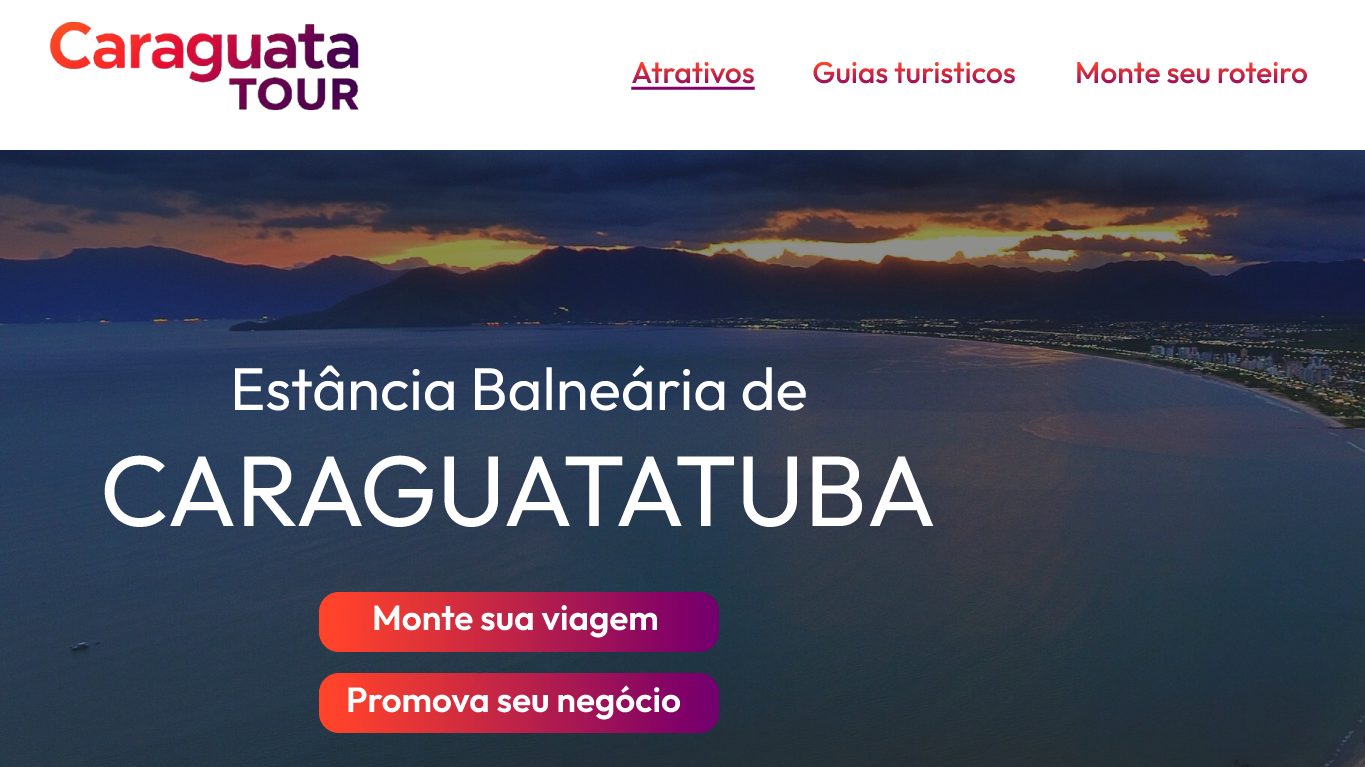 Caraguata
TOUR
Atrativos
Guias turisticos
Monte seu roteiro
Estância Balneária de
CARAGUATATUBA
Monte sua viagem
Promova seu negócio